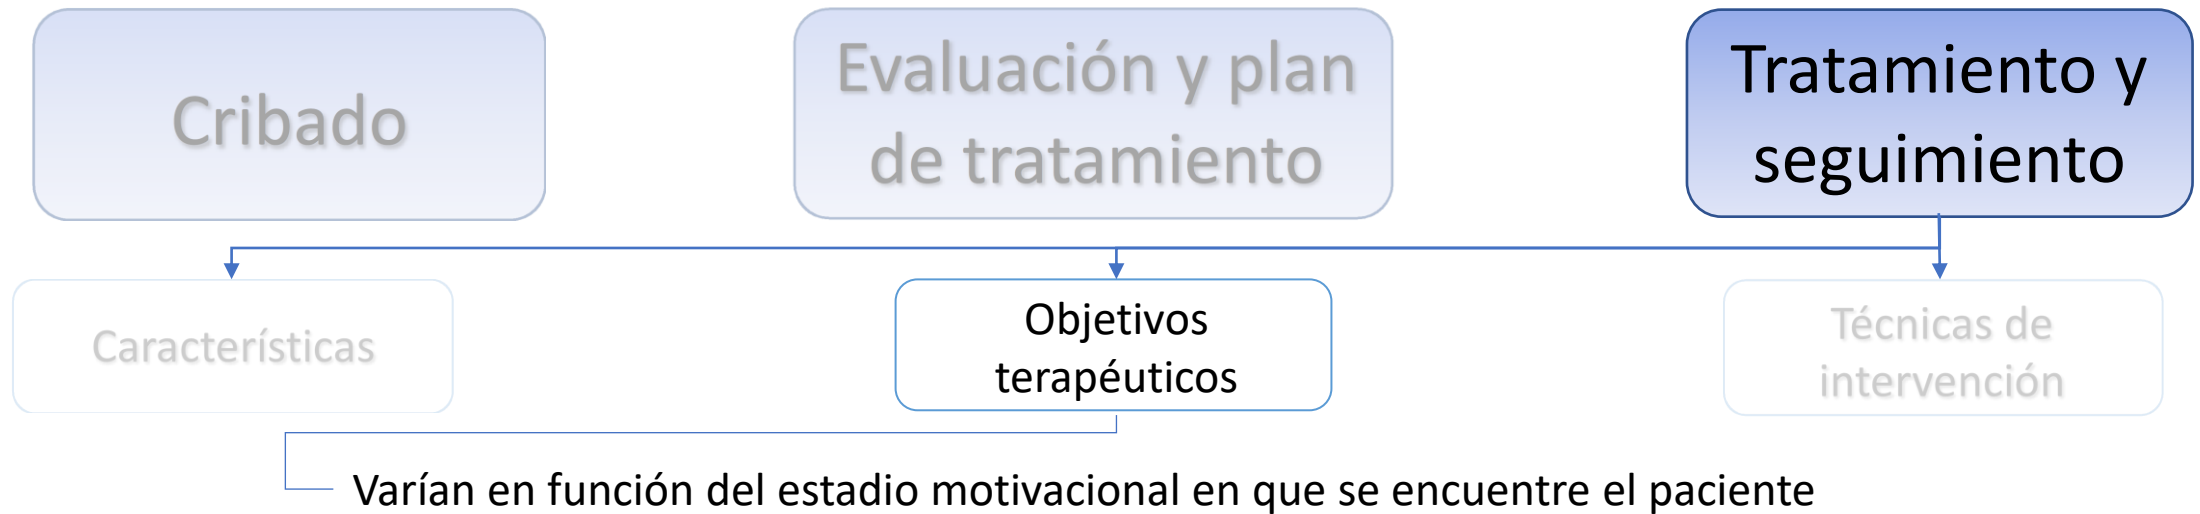 Cribado
Evaluación y plan
de tratamiento
Tratamiento y
seguimiento
Características
Objetivos
terapéuticos
Técnicas de
intervención
Varían en función del estadio motivacional en que se encuentre el paciente